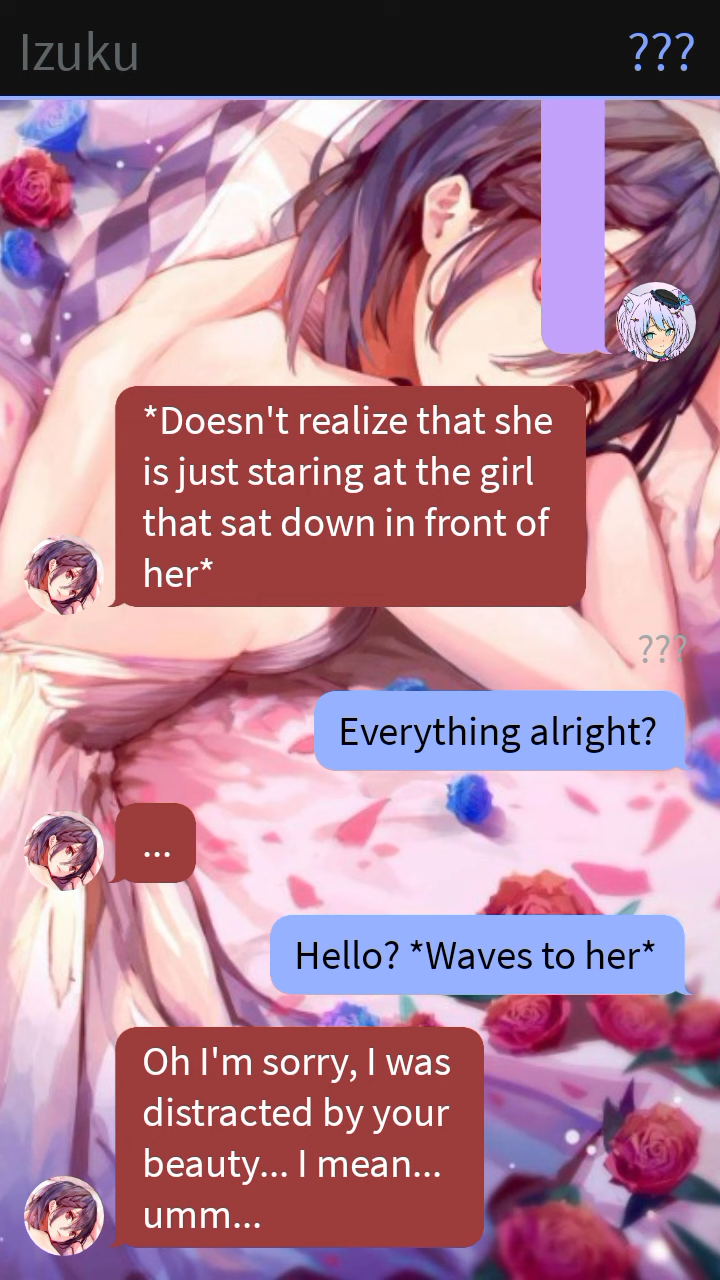 Izuku
???
*Doesn't realize that she
is just staring at the girl
that sat down in front of
her*
???
Everything alright?
...
Hello? *Waves to her*
Oh I'm sorry, I was
distracted by your
beauty... I mean...
umm...